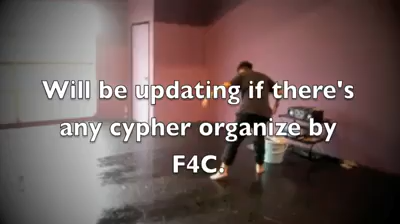 Will be updating if there's
any cypher organize by
F4C.